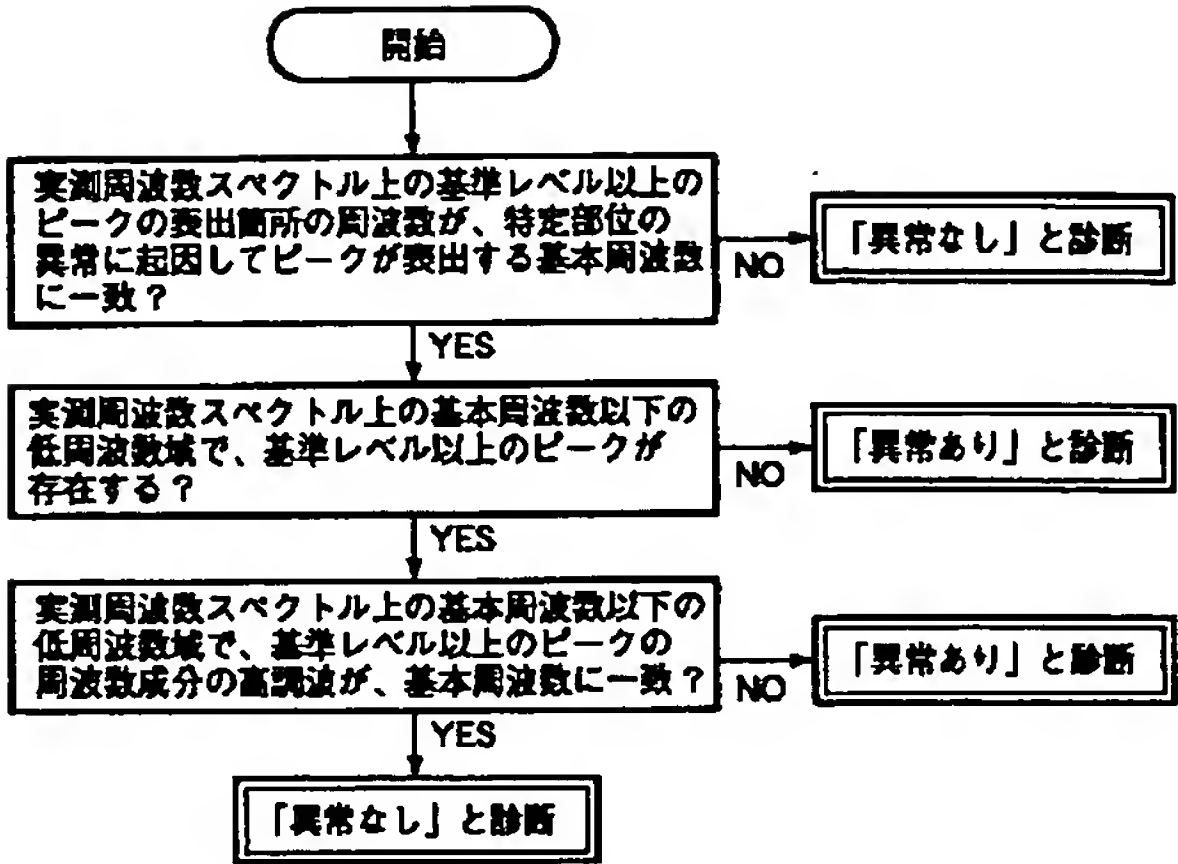 開始
実測周波数スペクトル上の基準レベル以上の
ピークの表出箇所の周波数が、特定部位の
異常に起因してピークが表出する基本周波数
に一致？
NO
「異常なし」と診断
YES
実測周波数スペクトル上の基本周波数以下の
低周波数域で、基準レベル以上のピークが
存在する？
NO
「異常あり」と診断
YES
実測周波数スペクトル上の基本周波数以下の
低周波数域で、基準レベル以上のピークの
周波数成分の高調波が、基本周波数に一致？
NO
「異常あり」と診断
YES
「異常なし」と診断